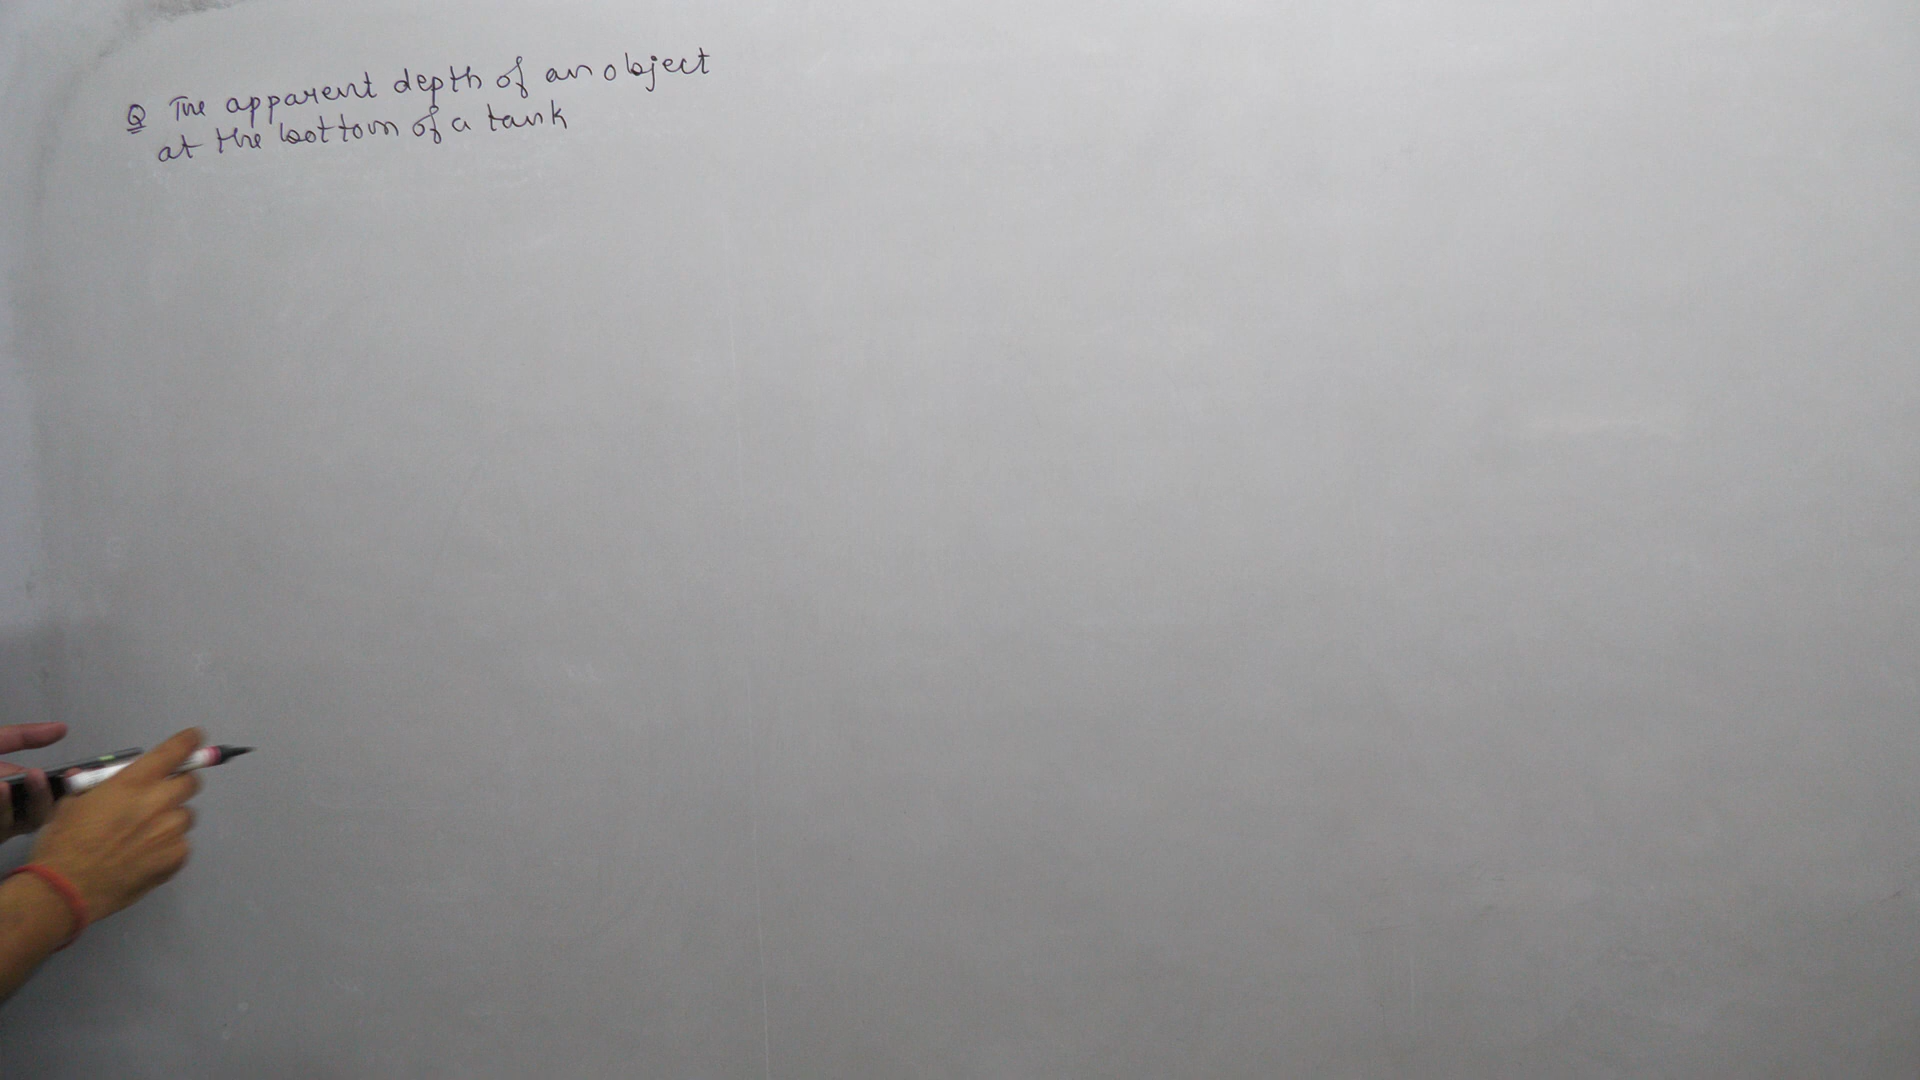 Q The apparent depth of an object
at the bottom of a tank